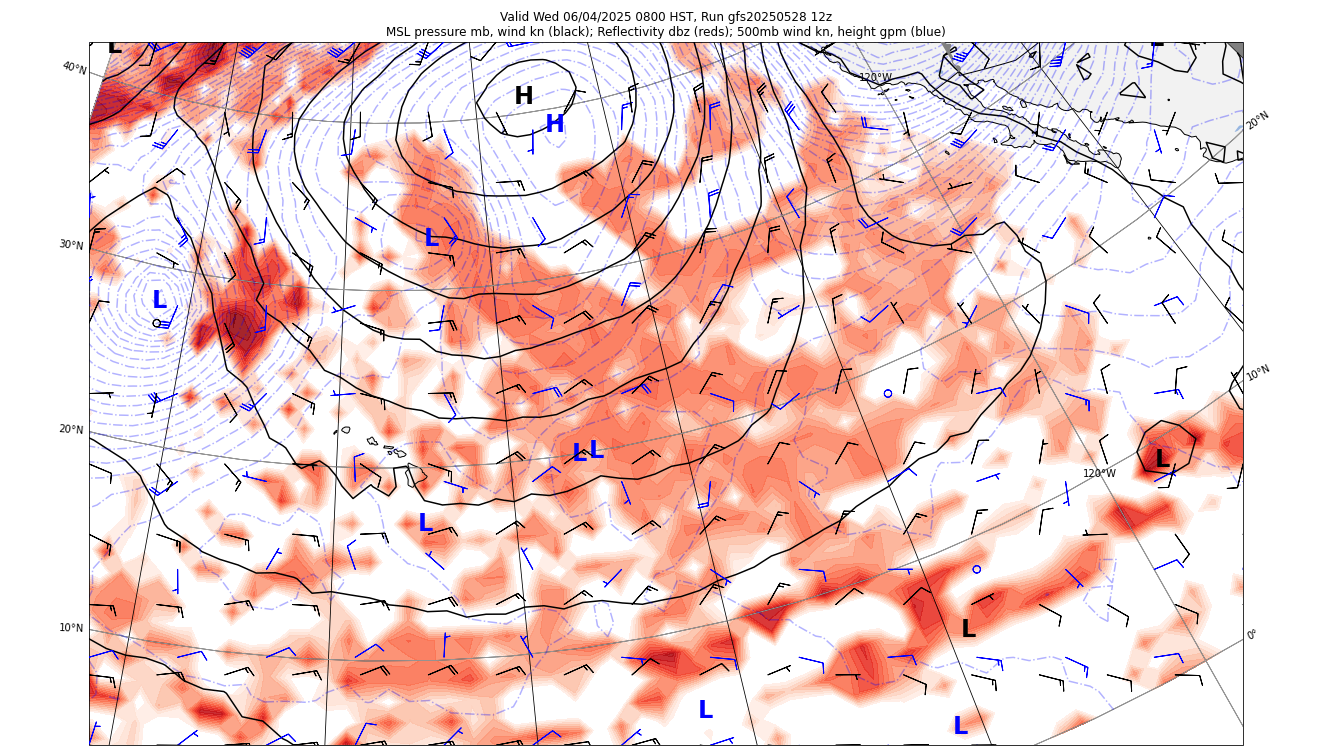 Valid Wed 06/04/2025 0800 HST, Run gfs20250528 12z
MSL pressure mb, wind kn (black); Reflectivity dbz (reds); 500mb wind kn, height gpm (blue)
L
L
40°N
120°W
H
H
20°N
30°N
L
L
10°N
20°N
L L
L
120°W
L
10°N
L
0°
L
L